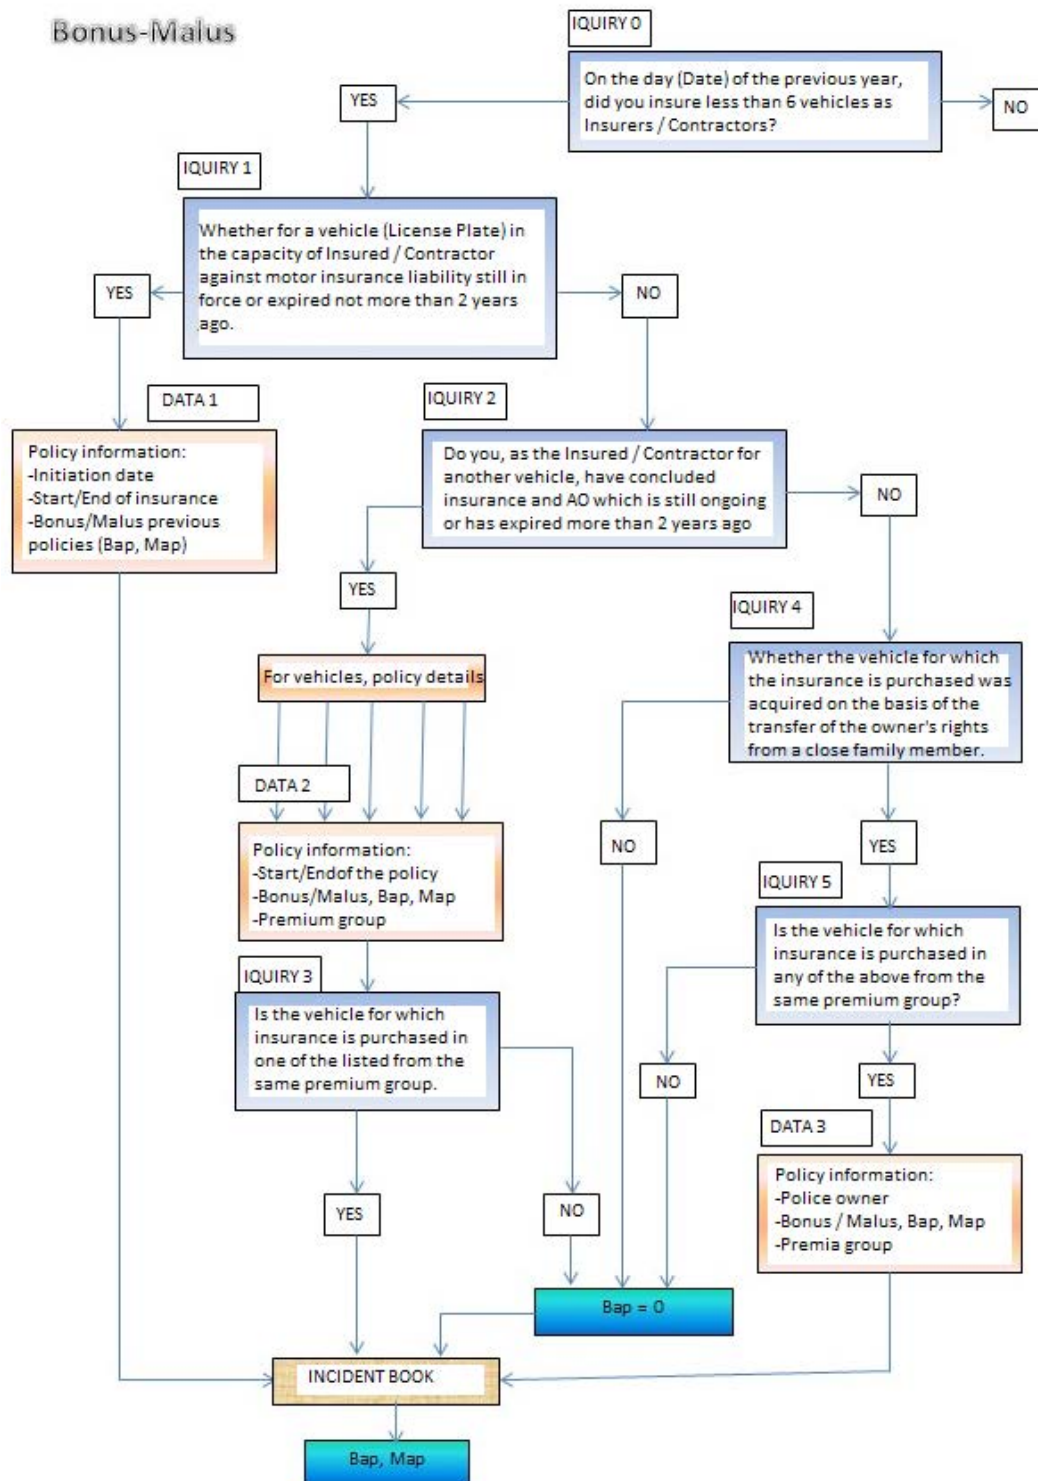 Bonus-Malus
IQUIRY 0
On the day (Date) of the previous year,
did you insure less than 6 vehicles as
Insurers / Contractors?
YES
NO
IQUIRY 1
Whether for a vehicle (License Plate) in
the capacity of Insured / Contractor
against motor insurance liability still in
force or expired not more than 2 years
ago.
YES
NO
DATA 1
Policy information:
-Initiation date
-Start/End of insurance
-Bonus/Malus previous
policies (Bap, Map)
IQUIRY 2
Do you, as the Insured / Contractor for
another vehicle, have concluded
insurance and AO which is still ongoing
or has expired more than 2 years ago
NO
YES
IQUIRY 4
Whether the vehicle for which
the insurance is purchased was
acquired on the basis of the
transfer of the owner's rights
from a close family member.
For vehicles, policy details
DATA 2
Policy information:
-Start/Endof the policy
-Bonus/Malus, Bap, Map
-Premium group
NO
YES
IQUIRY 5
Is the vehicle for which
insurance is purchased in
any of the above from the
same premium group?
IQUIRY 3
Is the vehicle for which
insurance is purchased in
one of the listed from the
same premium group.
NO
YES
DATA 3
Policy information:
-Police owner
-Bonus / Malus, Bap, Map
-Premia group
YES
NO
Bap = 0
INCIDENT BOOK
Bap, Map